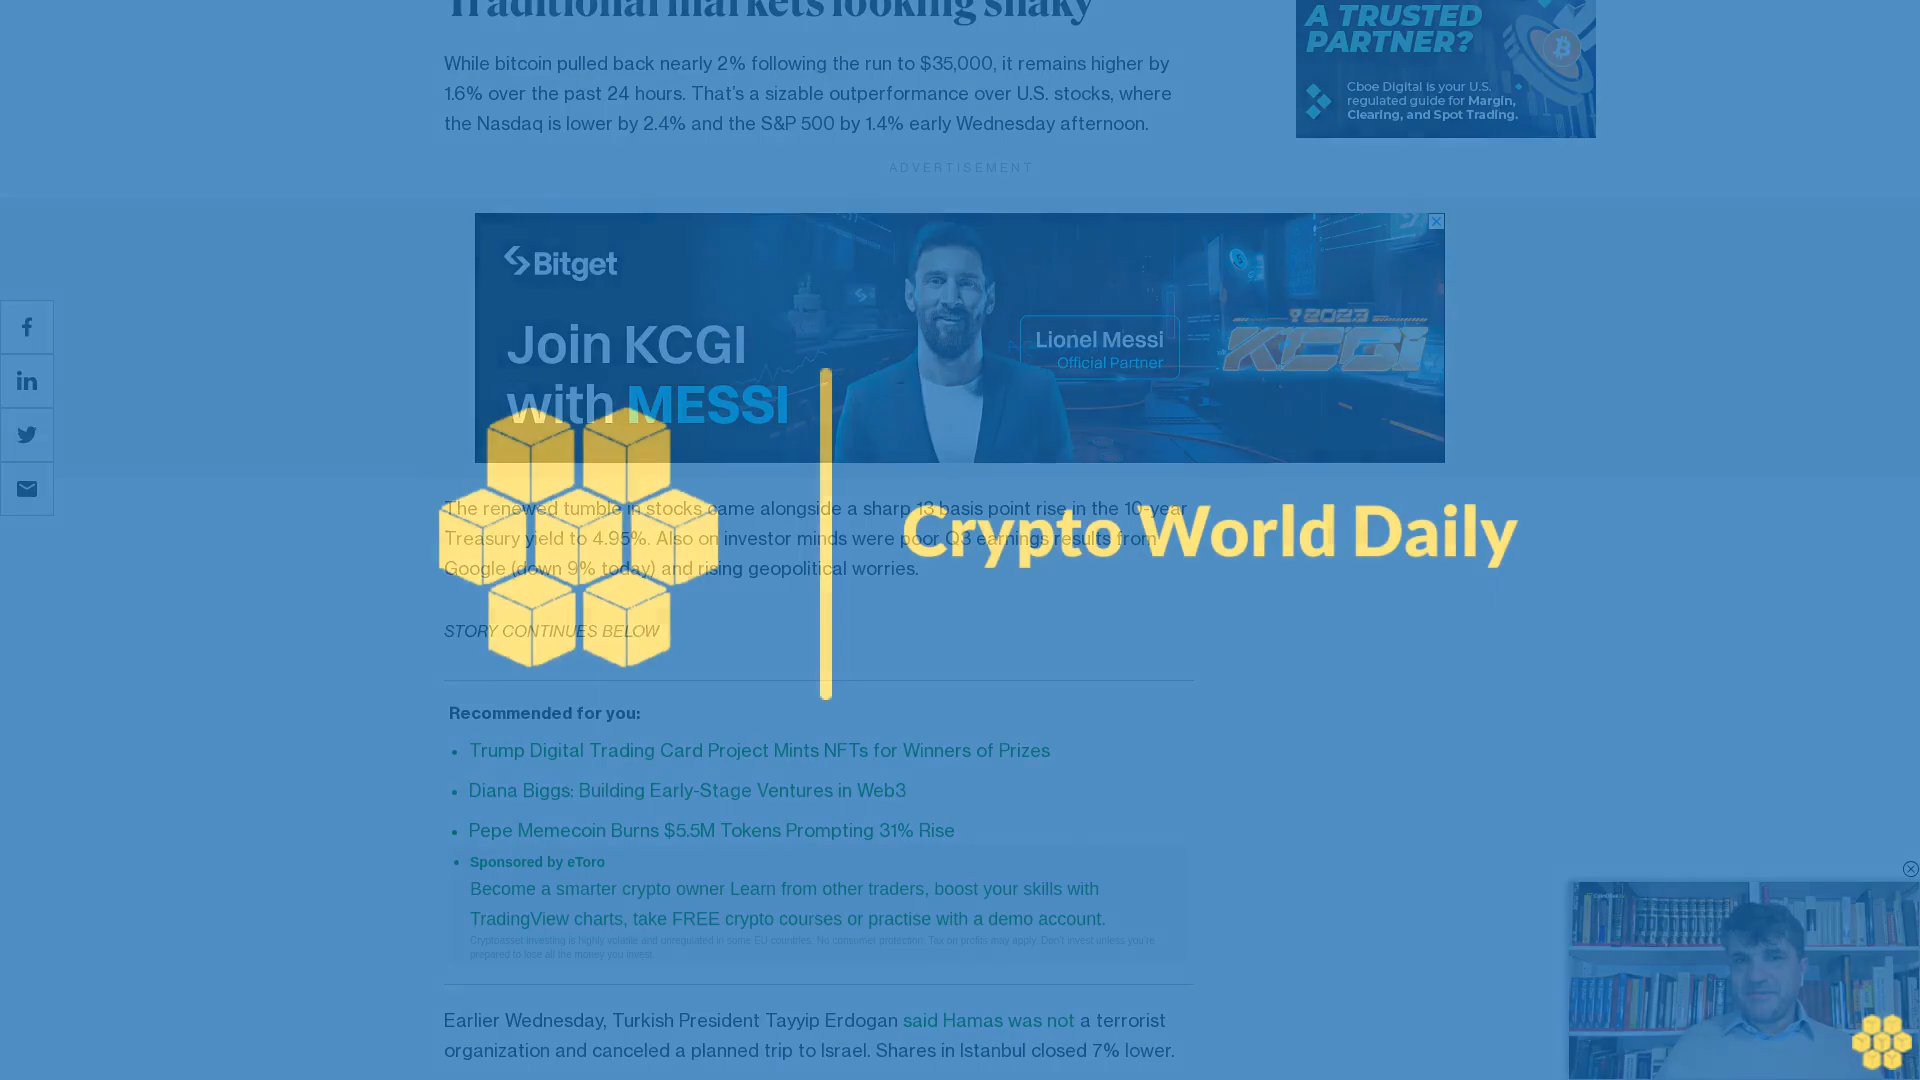 Traditional markets looking shaky
While bitcoin pulled back nearly 2% following the run to $35,000, it remains higher by
1.6% over the past 24 hours. That's a sizable outperformance over U.S. stocks, where
the Nasdaq is lower by 2.4% and the S&P 500 by 1.4% early Wednesday afternoon.
A TRUSTED
PARTNER?
Cboe Digital is your U.S.
regulated guide for Margin,
Clearing, and Spot Trading.
ADVERTISEMENT
Bitget
Join KCGI
with MESSI
Lionel Messi
Official Partner
2023
KCGI
Crypto World Daily
The renewed tumble in stocks came alongside a sharp 13 basis point rise in the 10-year
Treasury yield to 4.95%. Also on investor minds were poor Q3 earnings results from
Google (down 9% today) and rising geopolitical worries.
STORY CONTINUES BELOW
Recommended for you:
• Trump Digital Trading Card Project Mints NFTs for Winners of Prizes
• Diana Biggs: Building Early-Stage Ventures in Web3
• Pepe Memecoin Burns $5.5M Tokens Prompting 31% Rise
• Sponsored by eToro
Become a smarter crypto owner Learn from other traders, boost your skills with
TradingView charts, take FREE crypto courses or practise with a demo account.
Cryptoasset investing is highly volatile and unregulated in some EU countries. No consumer protection. Tax on profits may apply. Don't invest unless you're
prepared to lose all the money you invest.
Earlier Wednesday, Turkish President Tayyip Erdogan said Hamas was not a terrorist
organization and canceled a planned trip to Israel. Shares in Istanbul closed 7% lower.